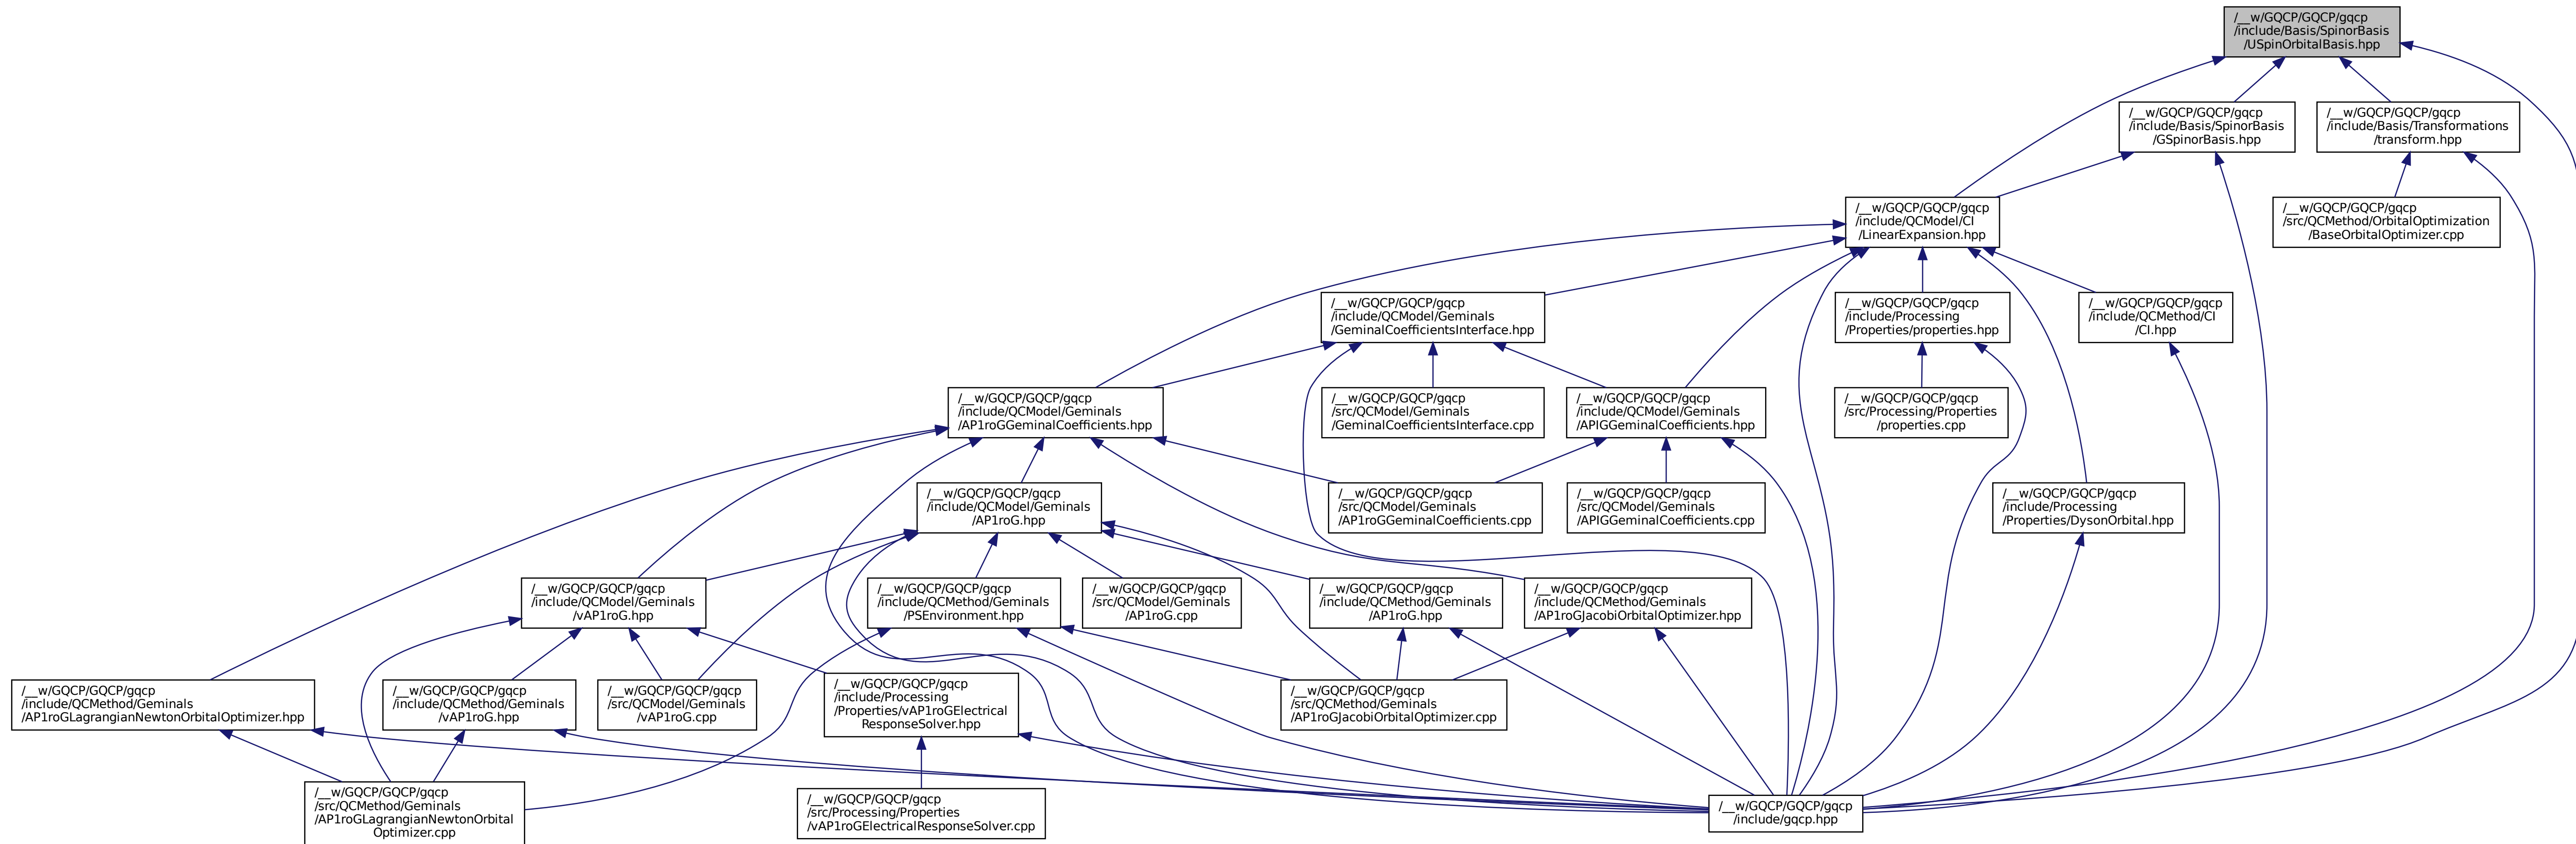 /__w/GQCP/GQCP/gqcp
/include/Basis/SpinorBasis
/USpinOrbitalBasis.hpp
/__w/GQCP/GQCP/gqcp
/include/Basis/SpinorBasis
/GSpinorBasis.hpp
/__w/GQCP/GQCP/gqcp
/include/Basis/Transformations
/transform.hpp
/__w/GQCP/GQCP/gqcp
/include/QCModel/CI
/LinearExpansion.hpp
/__w/GQCP/GQCP/gqcp
/src/QCMethod/OrbitalOptimization
/BaseOrbitalOptimizer.cpp
/__w/GQCP/GQCP/gqcp
/include/QCModel/Geminals
/GeminalCoefficientsInterface.hpp
/__w/GQCP/GQCP/gqcp
/include/Processing
/Properties/properties.hpp
/__w/GQCP/GQCP/gqcp
/include/QCMethod/CI
/CI.hpp
/__w/GQCP/GQCP/gqcp
/include/QCModel/Geminals
/AP1roGGeminalCoefficients.hpp
/__w/GQCP/GQCP/gqcp
/src/QCModel/Geminals
/GeminalCoefficientsInterface.cpp
/__w/GQCP/GQCP/gqcp
/include/QCModel/Geminals
/APIGGeminalCoefficients.hpp
/__w/GQCP/GQCP/gqcp
/src/Processing/Properties
/properties.cpp
/__w/GQCP/GQCP/gqcp
/include/QCModel/Geminals
/AP1roG.hpp
/__w/GQCP/GQCP/gqcp
/src/QCModel/Geminals
/AP1roGGeminalCoefficients.cpp
/__w/GQCP/GQCP/gqcp
/src/QCModel/Geminals
/APIGGeminalCoefficients.cpp
/__w/GQCP/GQCP/gqcp
/include/Processing
/Properties/DysonOrbital.hpp
/__w/GQCP/GQCP/gqcp
/include/QCModel/Geminals
/vAP1roG.hpp
/__w/GQCP/GQCP/gqcp
/include/QCMethod/Geminals
/PSEnvironment.hpp
/__w/GQCP/GQCP/gqcp
/src/QCModel/Geminals
/AP1roG.cpp
/__w/GQCP/GQCP/gqcp
/include/QCMethod/Geminals
/AP1roG.hpp
/__w/GQCP/GQCP/gqcp
/include/QCMethod/Geminals
/AP1roGJacobiOrbitalOptimizer.hpp
/__w/GQCP/GQCP/gqcp
/include/QCMethod/Geminals
/AP1roGLagrangianNewtonOrbitalOptimizer.hpp
/__w/GQCP/GQCP/gqcp
/include/QCMethod/Geminals
/vAP1roG.hpp
/__w/GQCP/GQCP/gqcp
/src/QCModel/Geminals
/vAP1roG.cpp
/__w/GQCP/GQCP/gqcp
/include/Processing
/Properties/vAP1roGElectrical
ResponseSolver.hpp
/__w/GQCP/GQCP/gqcp
/src/QCMethod/Geminals
/AP1roGJacobiOrbitalOptimizer.cpp
/__w/GQCP/GQCP/gqcp
/src/QCMethod/Geminals
/AP1roGLagrangianNewtonOrbital
Optimizer.cpp
/__w/GQCP/GQCP/gqcp
/src/Processing/Properties
/vAP1roGElectricalResponseSolver.cpp
/__w/GQCP/GQCP/gqcp
/include/gqcp.hpp